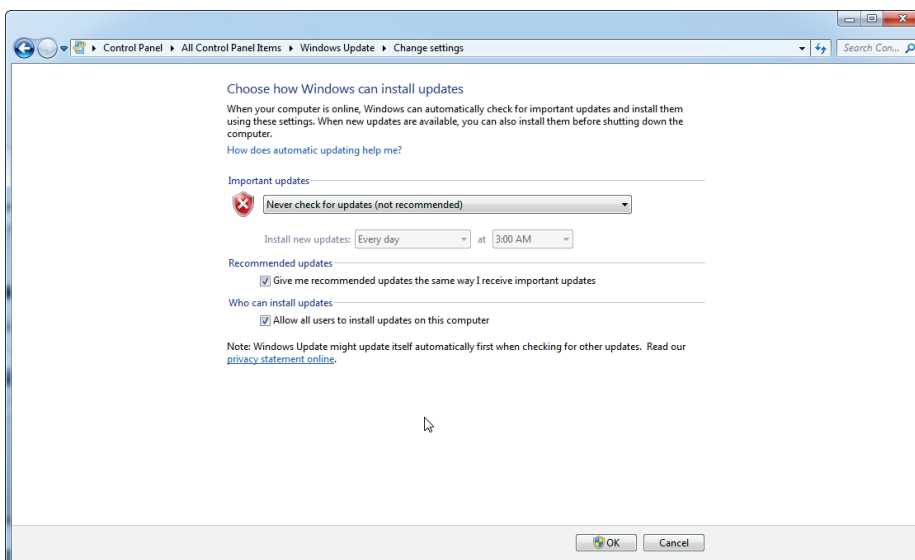 Control Panel ▸ All Control Panel Items ▸ Windows Update ▸ Change settings
Search Con...
Choose how Windows can install updates
When your computer is online, Windows can automatically check for important updates and install them
using these settings. When new updates are available, you can also install them before shutting down the
computer.
How does automatic updating help me?
Important updates
Never check for updates (not recommended)
Install new updates: Every day at 3:00 AM
Recommended updates
Give me recommended updates the same way I receive important updates
Who can install updates
Allow all users to install updates on this computer
Note: Windows Update might update itself automatically first when checking for other updates. Read our
privacy statement online.
OK Cancel